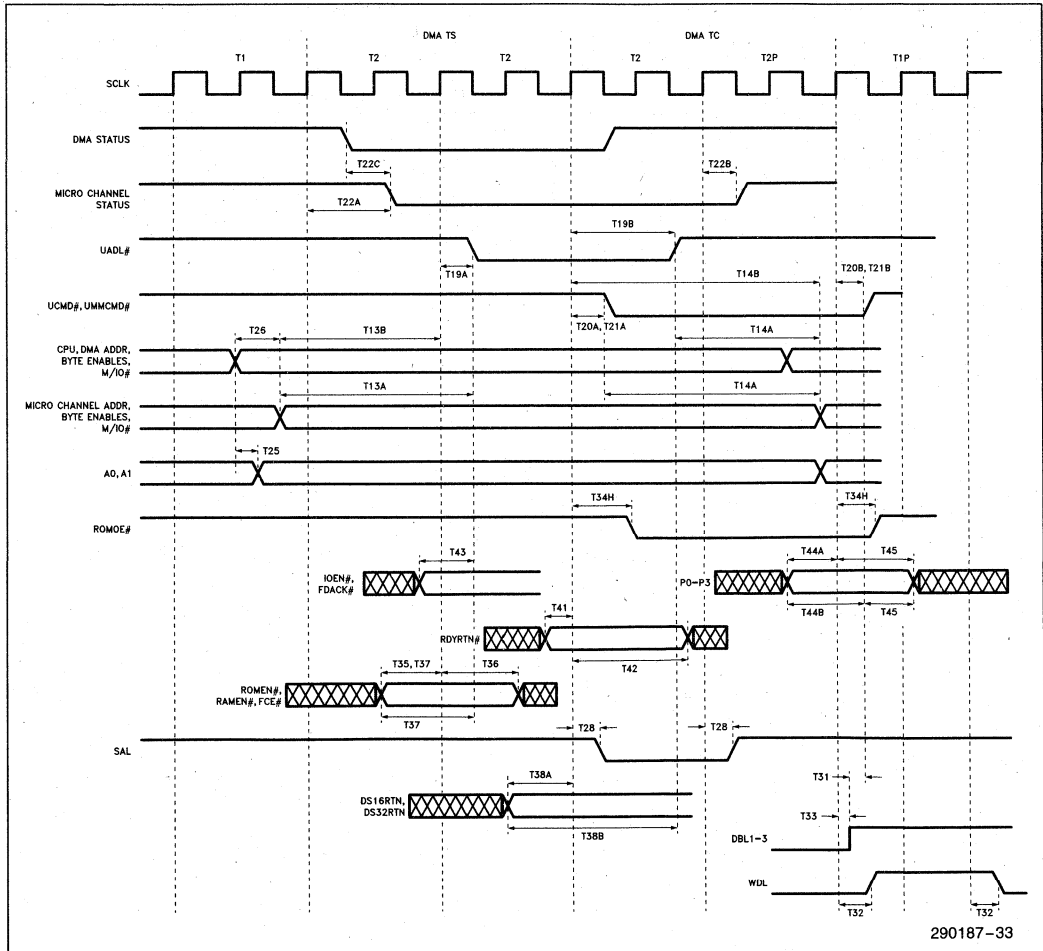 DMA TS DMA TC
T1 T2 T2 T2 T2P T1P
SCLK
DMA STATUS
T22C T22B
MICRO CHANNEL
STATUS
T22A
T19B
UADL#
T19A T14B T20B, T21B
UCMD#, UMMCMD#
T26 T13B T20A, T21A T14A
CPU, DMA ADDR,
BYTE ENABLES,
M/IO#
T13A T14A
MICRO CHANNEL ADDR,
BYTE ENABLES,
M/IO#
T25
A0, A1
T34H T34H
ROMOE#
T43 T44A T45
IOEN#,
FDACK#
P0-P3
T41 T44B T45
RDYRTN#
T35, T37 T36 T42
ROMEN#,
RAMEN#, FCE#
T37
T28 T28
SAL
T38A T31
DS16RTN,
DS32RTN
T33
T38B
DBL1-3
WDL
T32 T32
290187-33